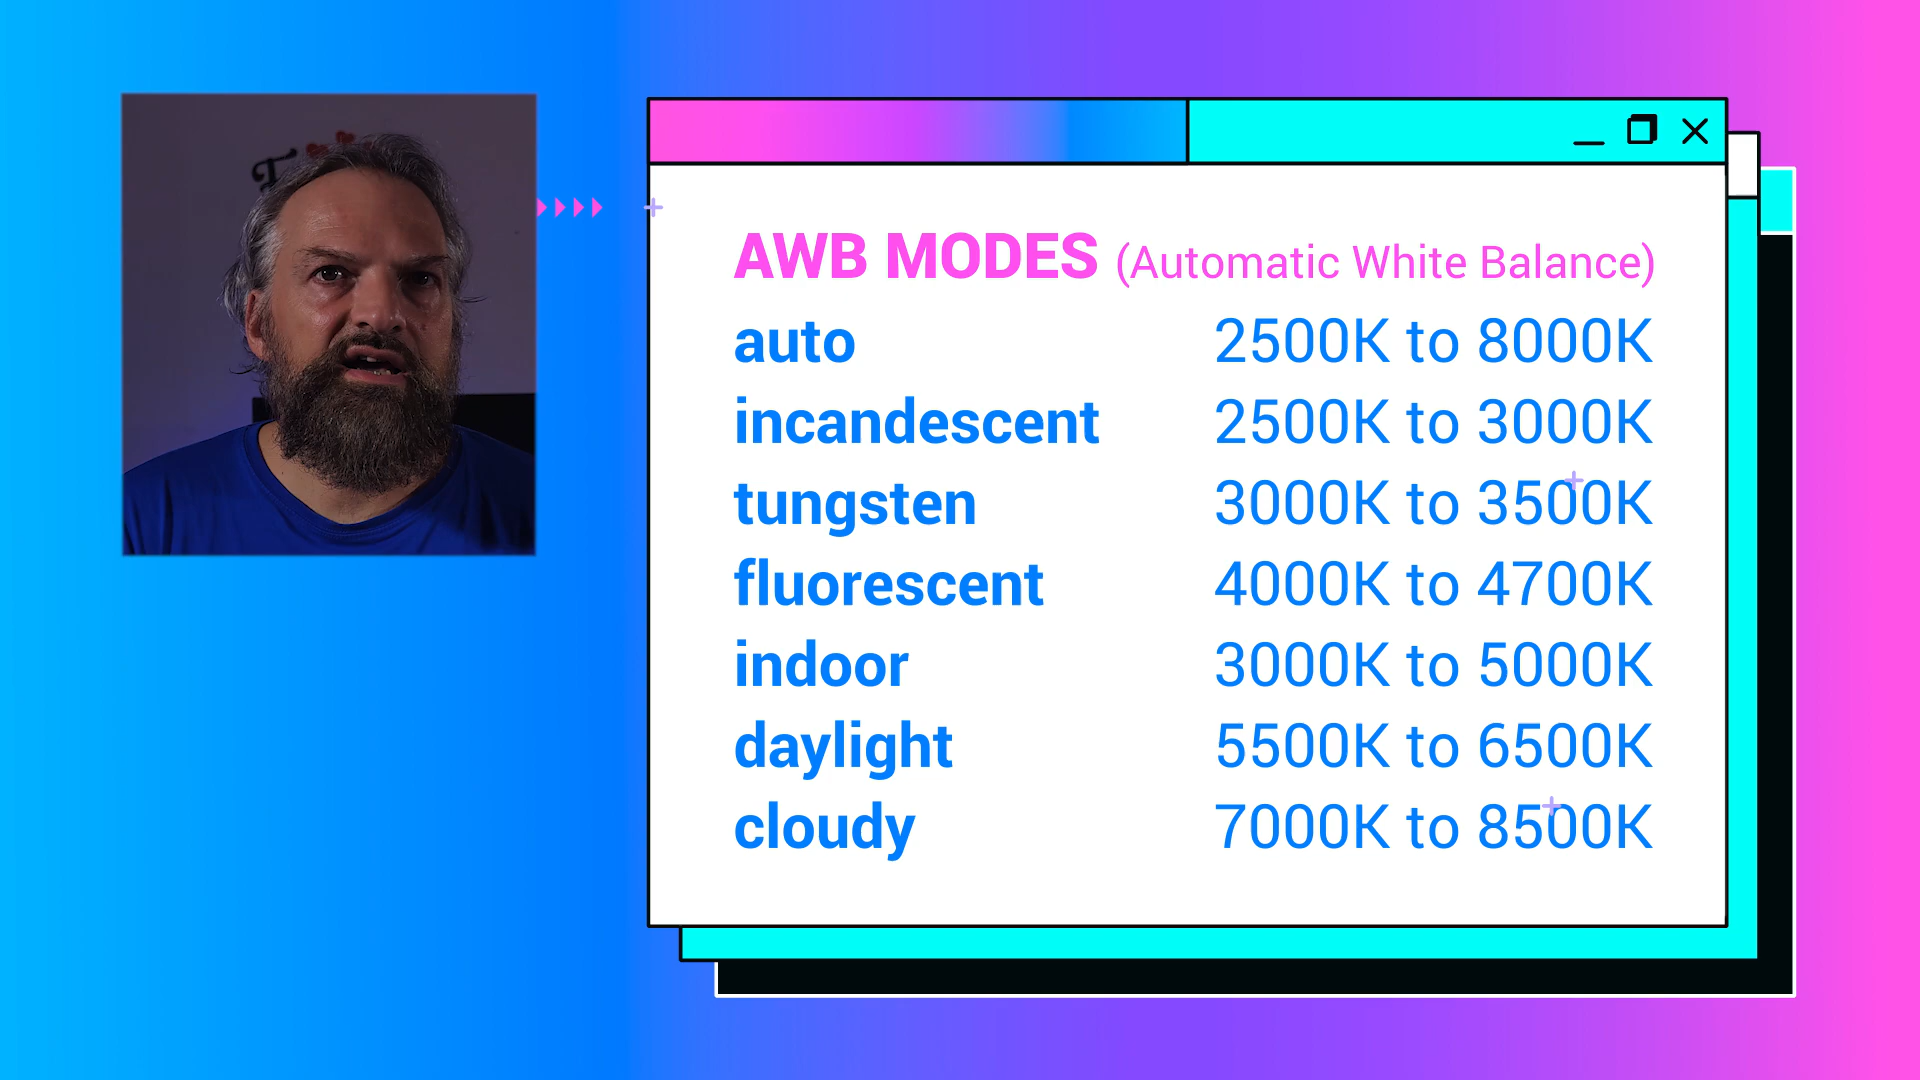 AWB MODES (Automatic White Balance)
auto 2500K to 8000K
incandescent 2500K to 3000K
tungsten 3000K to 3500K
fluorescent 4000K to 4700K
indoor 3000K to 5000K
daylight 5500K to 6500K
cloudy 7000K to 8500K